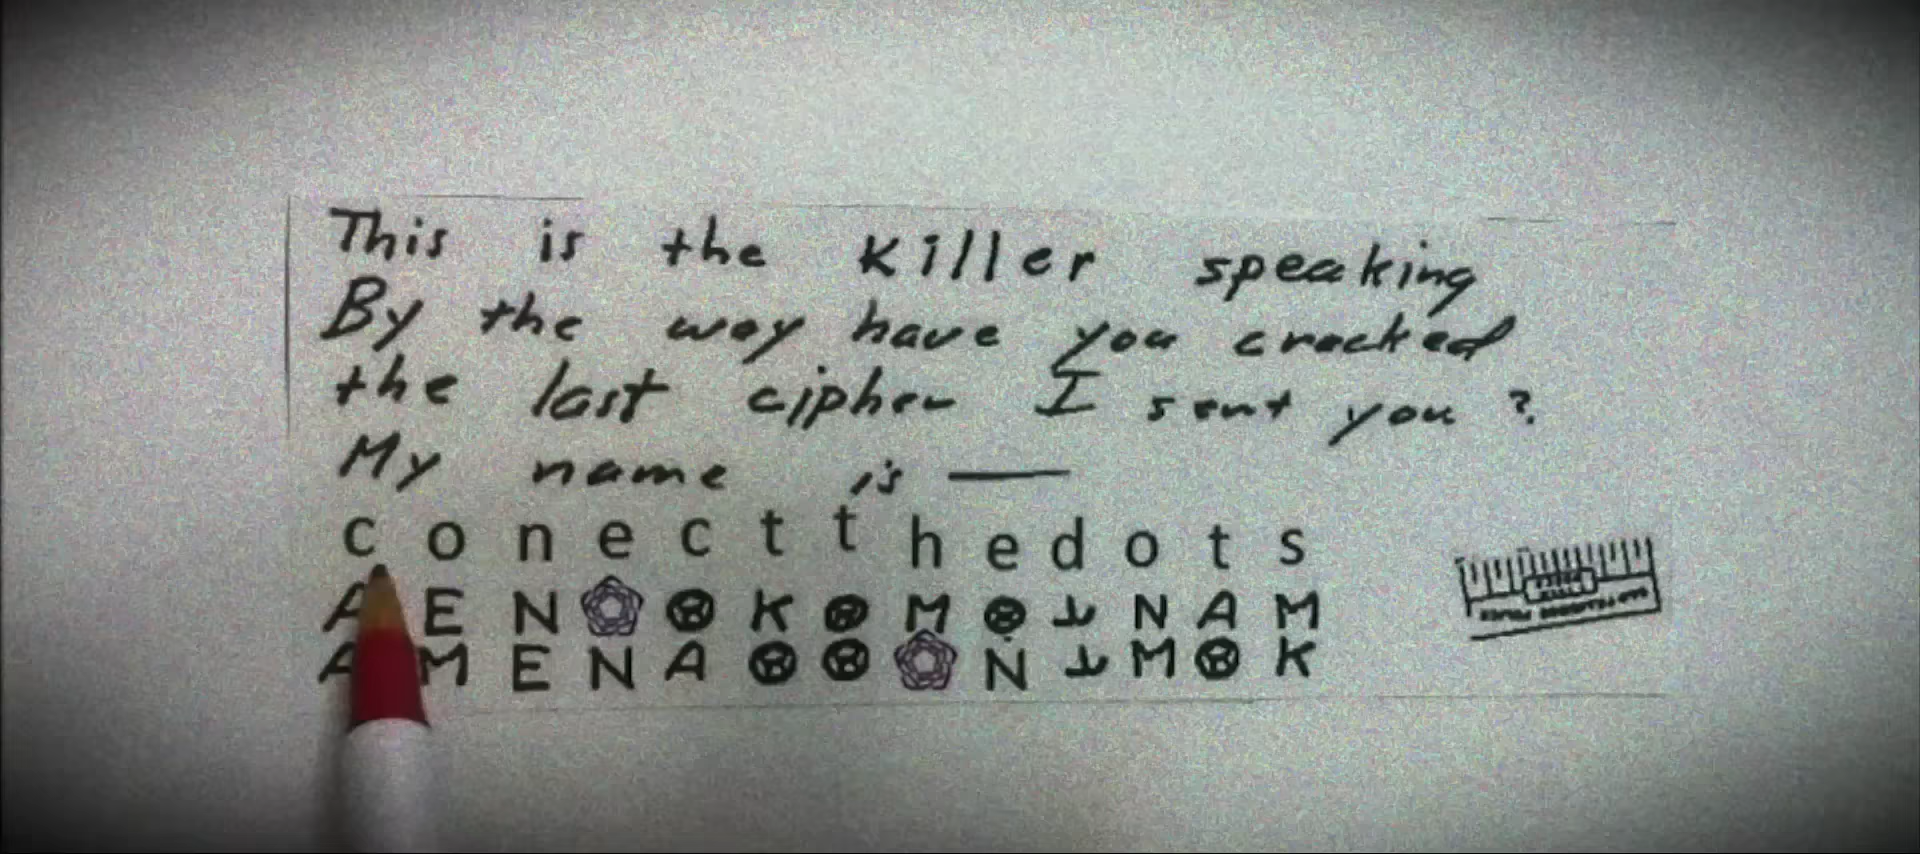 This is the Killer speaking
By the way have you cracked
the last cipher I sent you ?
My name is —
c o n e c t t h e d o t s
A E N K M N A M
A M E N A N M K